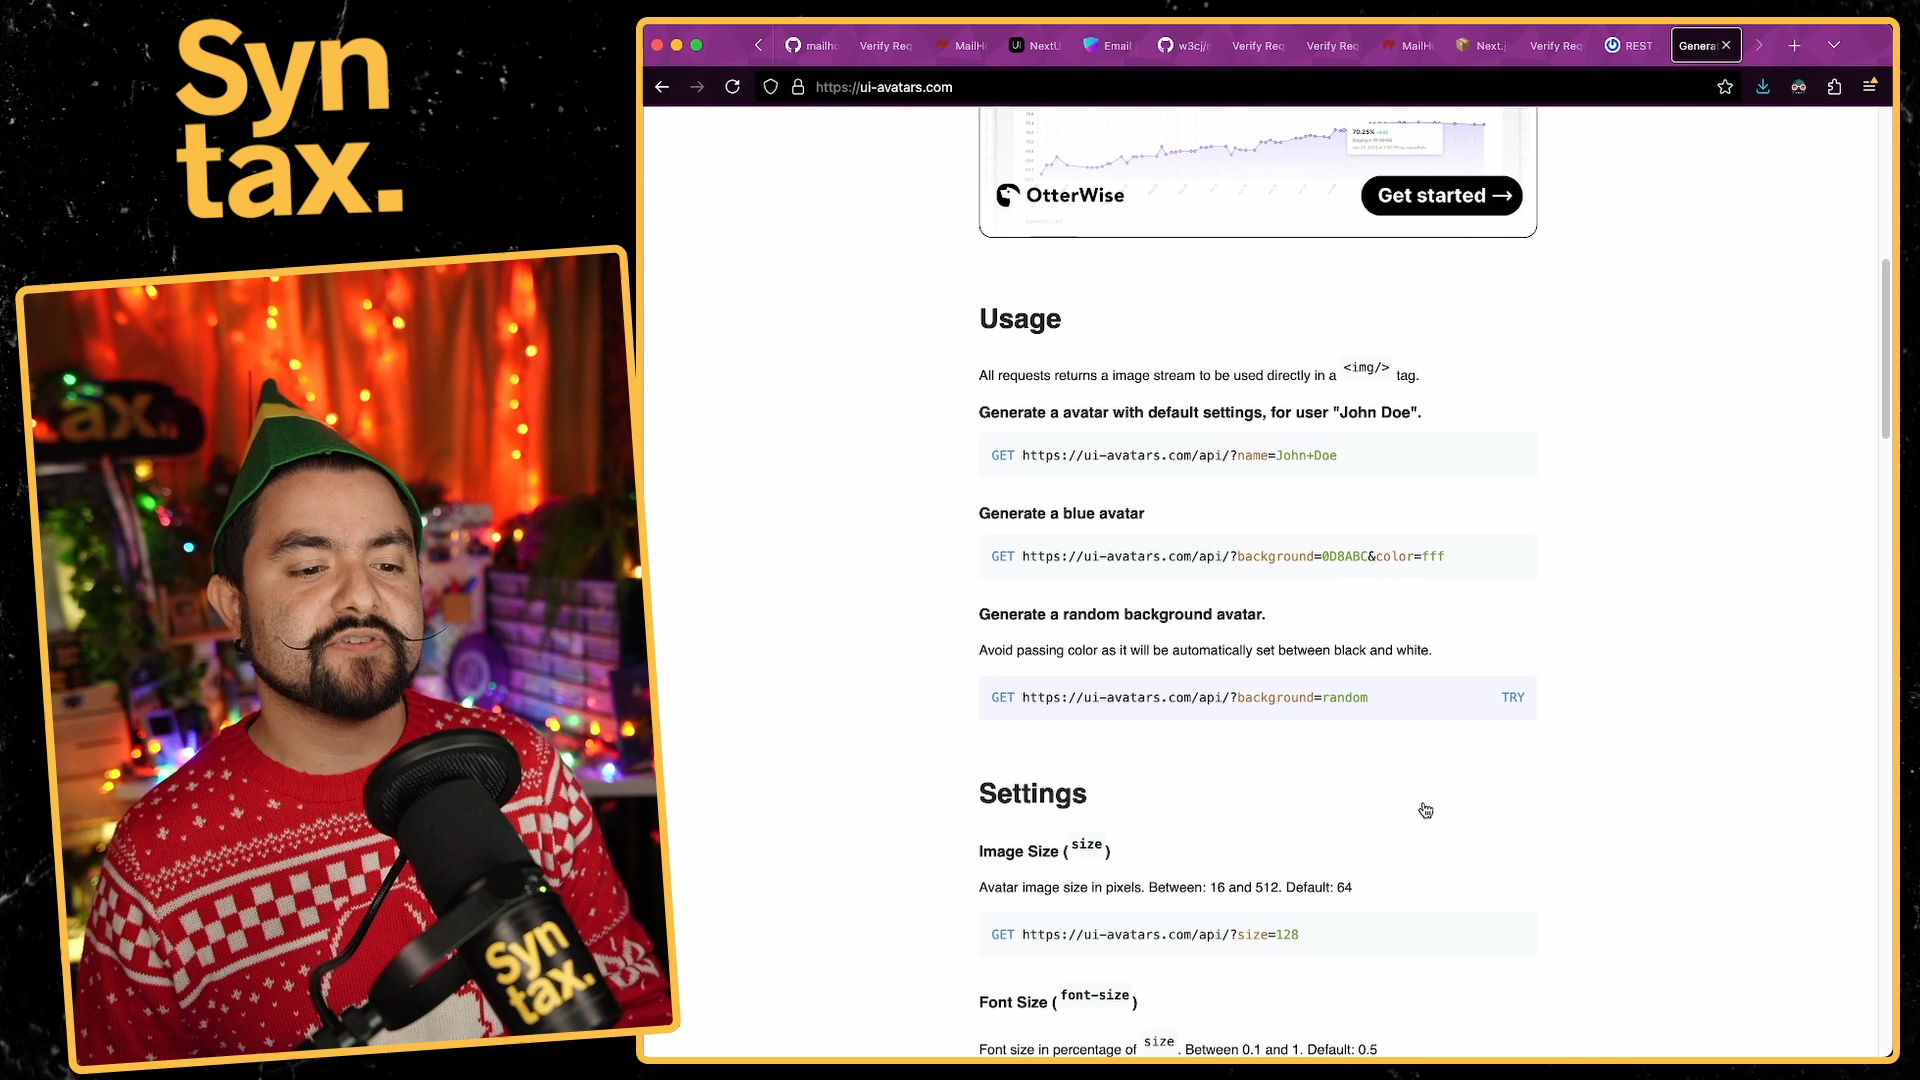 Syn
tax.
ax.
Syn
tax.
mailhc
Verify Req
MailHo
NextU
Email
w3cj/n
Verify Req
Verify Req
MailHo
Next.j
Verify Req
REST
Genera
https://ui-avatars.com
70.25%
OtterWise
Get started →
Usage
All requests returns a image stream to be used directly in a <img/> tag.
Generate a avatar with default settings, for user "John Doe".
GET https://ui-avatars.com/api/?name=John+Doe
Generate a blue avatar
GET https://ui-avatars.com/api/?background=0D8ABC&color=fff
Generate a random background avatar.
Avoid passing color as it will be automatically set between black and white.
GET https://ui-avatars.com/api/?background=random TRY
Settings
Image Size ( size )
Avatar image size in pixels. Between: 16 and 512. Default: 64
GET https://ui-avatars.com/api/?size=128
Font Size ( font-size )
Font size in percentage of size . Between 0.1 and 1. Default: 0.5